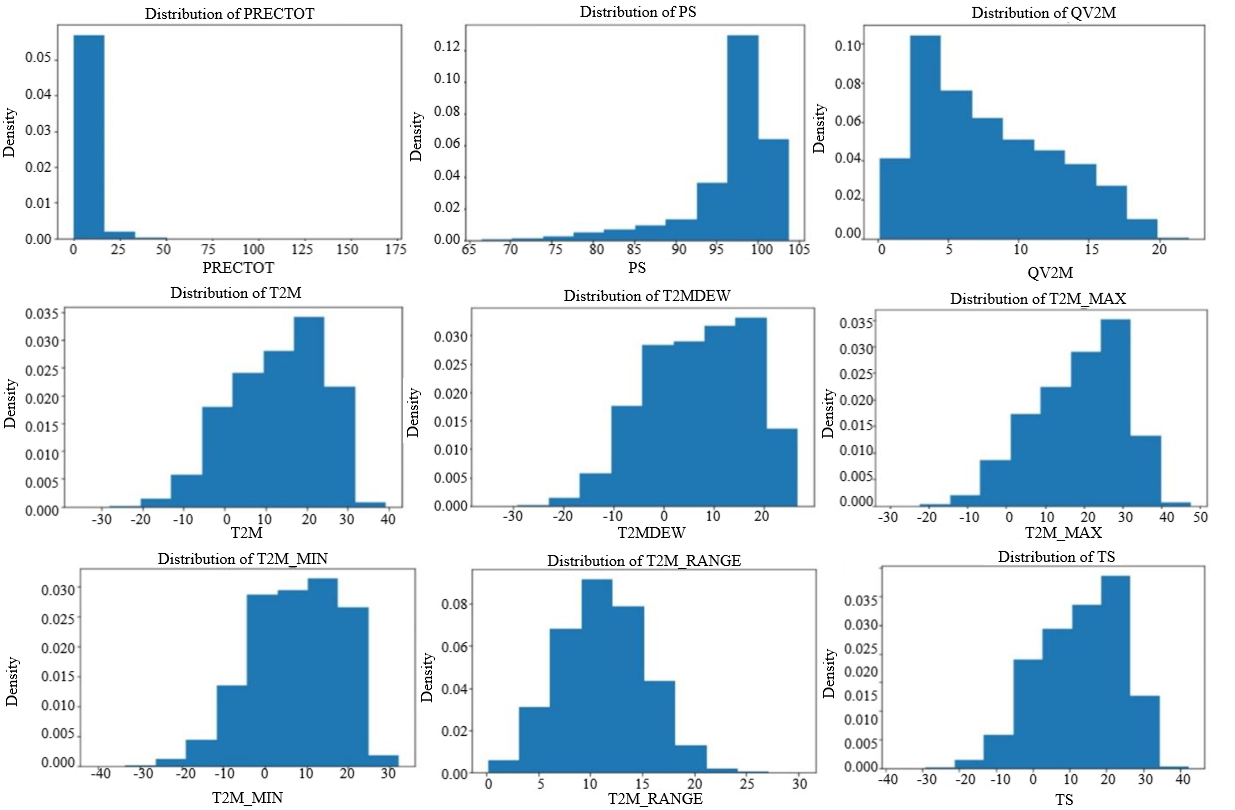 Distribution of PRECTOT
Density
0.05
0.04
0.03
0.02
0.01
0.00
0 25 50 75 100 125 150 175
PRECTOT
Distribution of PS
Density
0.12
0.10
0.08
0.06
0.04
0.02
0.00
65 70 75 80 85 90 95 100 105
PS
Distribution of QV2M
Density
0.10
0.08
0.06
0.04
0.02
0.00
0 5 10 15 20
QV2M
Distribution of T2M
Density
0.035
0.030
0.025
0.020
0.015
0.010
0.005
0.000
-30 -20 -10 0 10 20 30 40
T2M
Distribution of T2MDEW
Density
0.030
0.025
0.020
0.015
0.010
0.005
0.000
-30 -20 -10 0 10 20
T2MDEW
Distribution of T2M_MAX
Density
0.035
0.030
0.025
0.020
0.015
0.010
0.005
0.000
-30 -20 -10 0 10 20 30 40 50
T2M_MAX
Distribution of T2M_MIN
Density
0.030
0.025
0.020
0.015
0.010
0.005
0.000
-40 -30 -20 -10 0 10 20 30
T2M_MIN
Distribution of T2M_RANGE
Density
0.08
0.06
0.04
0.02
0.00
0 5 10 15 20 25 30
T2M_RANGE
Distribution of TS
Density
0.035
0.030
0.025
0.020
0.015
0.010
0.005
0.000
-40 -30 -20 -10 0 10 20 30 40
TS